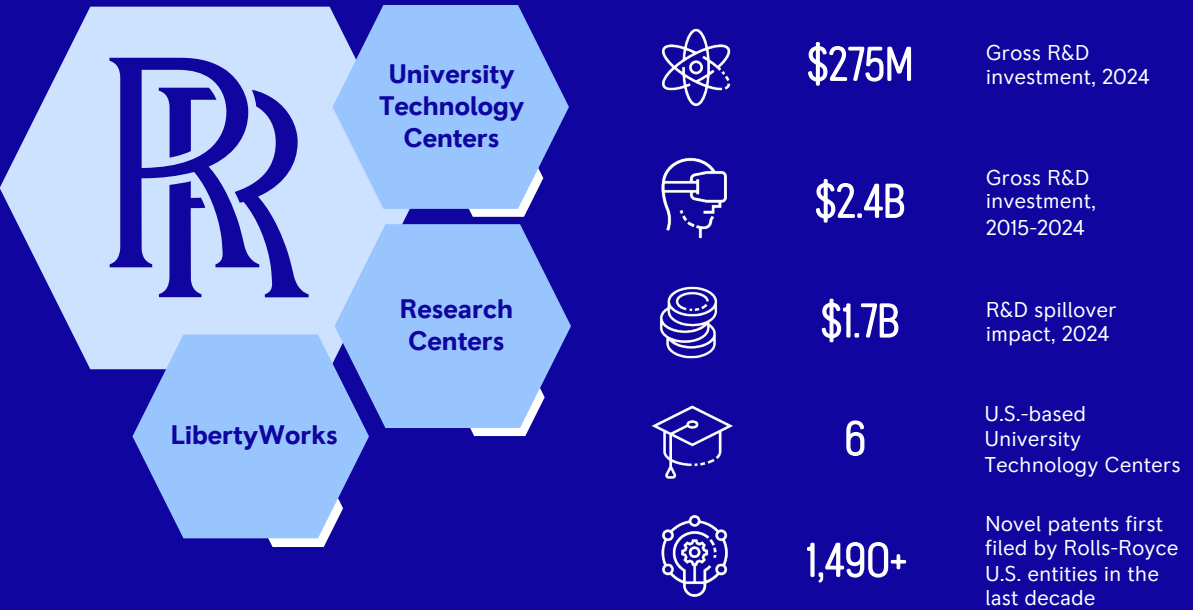 RR
University
Technology
Centers
Research
Centers
LibertyWorks
$275M
Gross R&D
investment, 2024
$2.4B
Gross R&D
investment,
2015-2024
$1.7B
R&D spillover
impact, 2024
6
U.S.-based
University
Technology Centers
1,490+
Novel patents first
filed by Rolls-Royce
U.S. entities in the
last decade